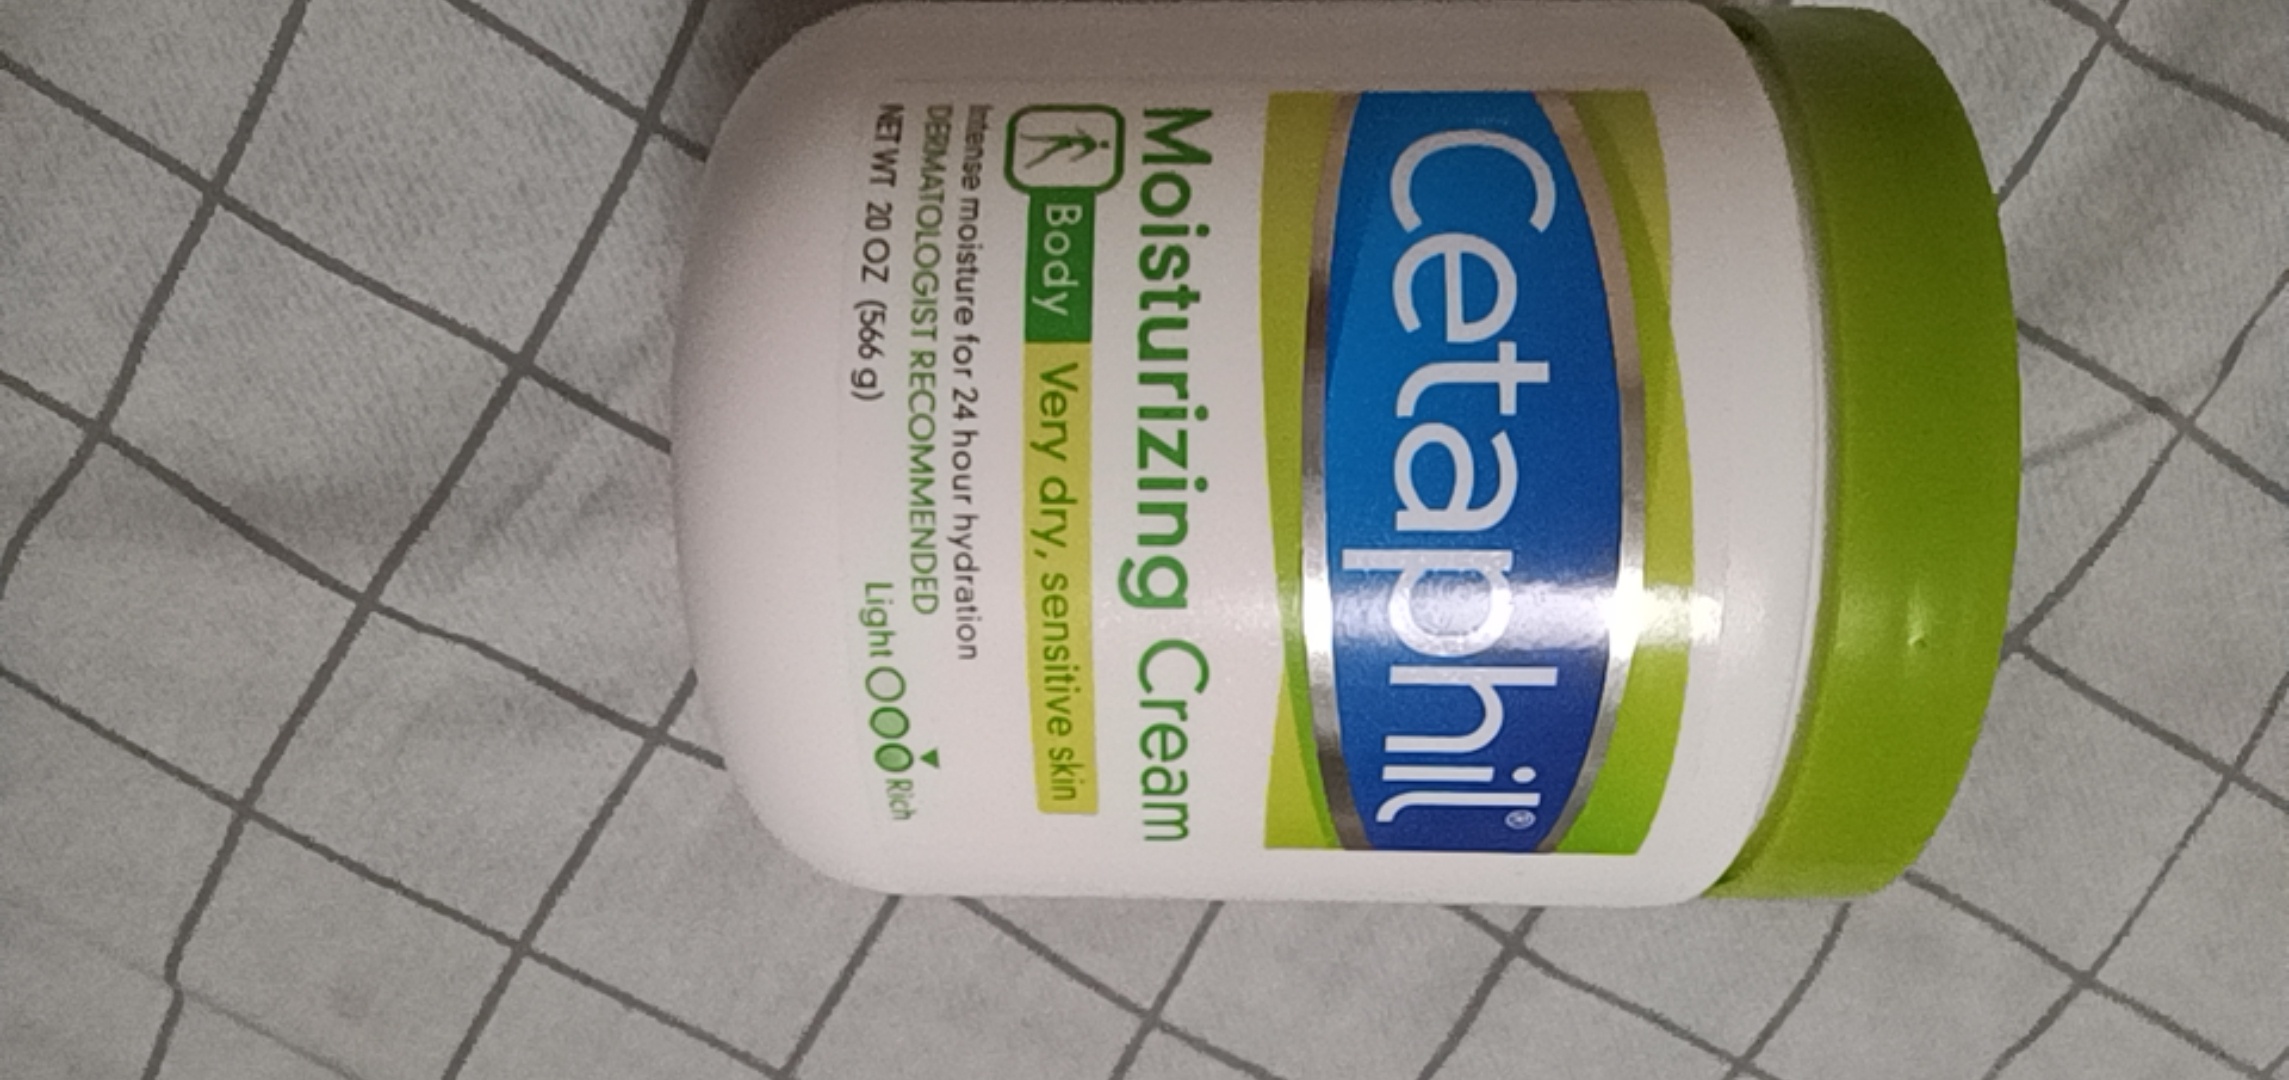 Cetaphil®
Moisturizing Cream
Body Very dry, sensitive skin
Intense moisture for 24 hour hydration
DERMATOLOGIST RECOMMENDED
NET WT 20 OZ (566 g)
Light Rich